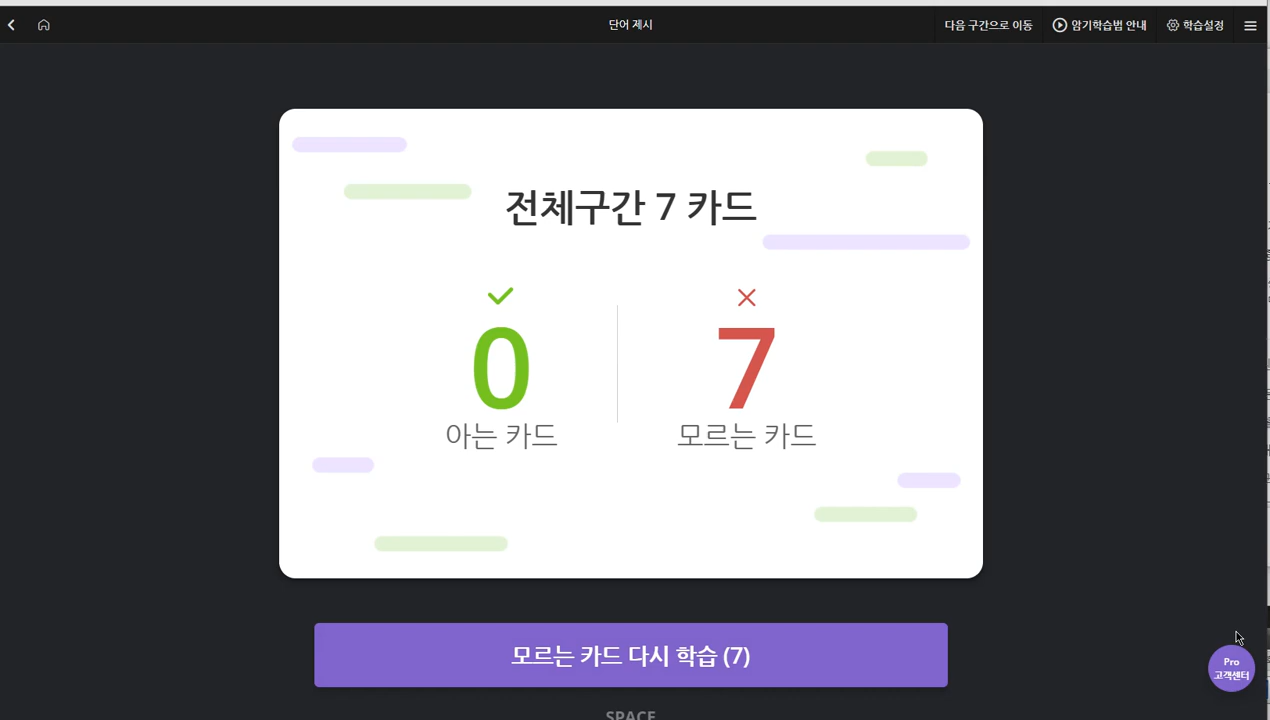 단어 제시
다음 구간으로 이동
암기학습법 안내
학습설정
전체구간 7 카드
0
7
아는 카드
모르는 카드
모르는 카드 다시 학습 (7)
SPACE
Pro
고객센터